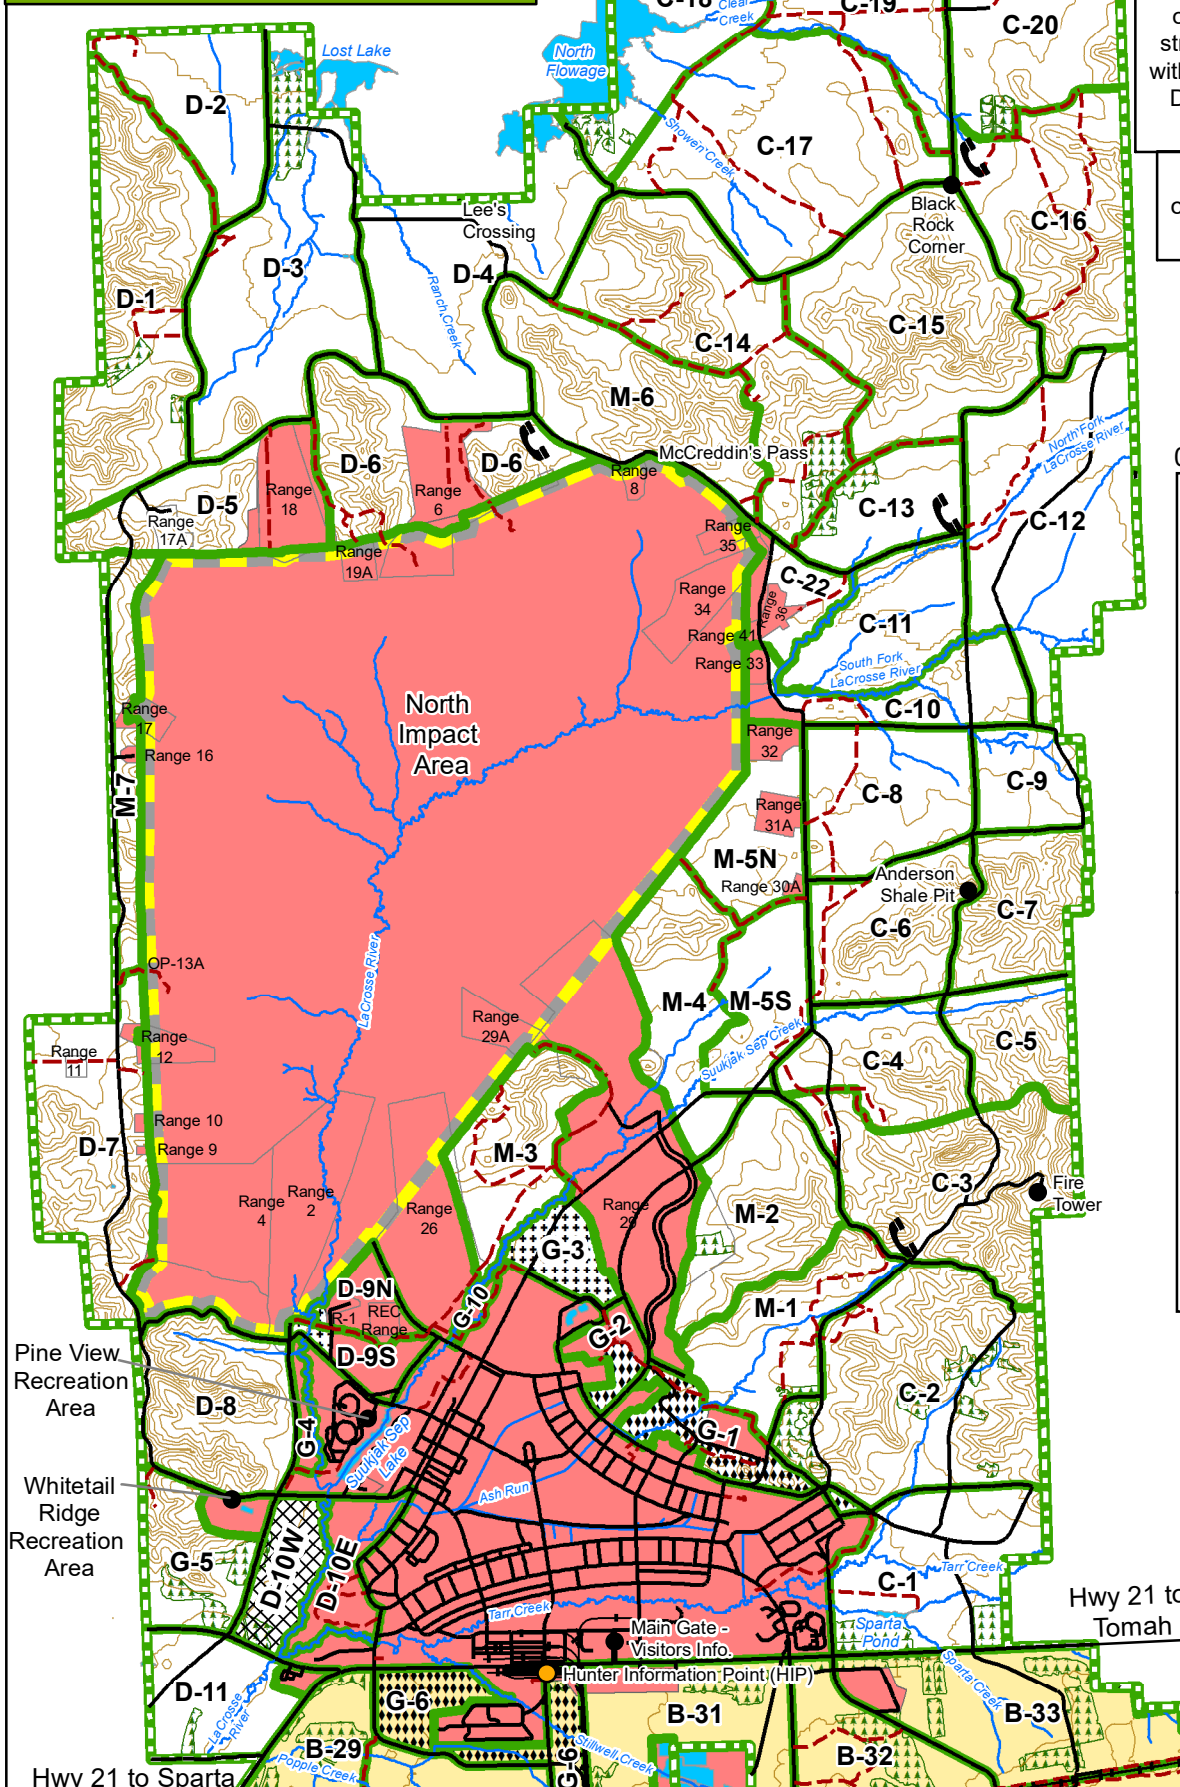 C-18
Clear
Creek
C-19
C-20
Lost Lake
North
Flowage
D-2
Showen Creek
C-17
Black
Rock
Corner
C-16
Lee's
Crossing
D-3
D-4
D-1
Ranch Creek
C-14
C-15
M-6
McCreddin's Pass
North Fork
LaCrosse River
D-6
D-6
Range
8
Range
18
Range
6
D-5
Range
17A
C-13
C-12
Range
35
Range
19A
C-22
Range
34
Range
36
Range 41
C-11
Range 33
South Fork
LaCrosse River
C-10
North
Impact
Area
Range
17
Range
32
Range 16
M-7
C-9
C-8
Range
31A
M-5N
Range 30A
Anderson
Shale Pit
C-7
C-6
OP-13A
LaCrosse River
M-4
M-5S
Range
29A
Suukjak Sep Creek
C-5
C-4
Range
12
Range
11
Range 10
Range 9
D-7
M-3
C-3
Fire
Tower
Range
4
Range
2
Range
26
Range
29
M-2
G-3
D-9N
R-1
REC
Range
G-10
M-1
G-2
D-9S
Pine View
Recreation
Area
D-8
C-2
G-4
Suukjak Sep
Lake
G-1
Whitetail
Ridge
Recreation
Area
Ash Run
G-5
D-10W
D-10E
Tarr Creek
C-1
Tarr Creek
Hwy 21 to
Tomah
Sparta
Pond
Main Gate -
Visitors Info.
Hunter Information Point (HIP)
Sparta Creek
D-11
LaCrosse
River
G-6
B-31
B-33
B-29
Popple Creek
G-6
Stillwell Creek
B-32
Hwy 21 to Sparta